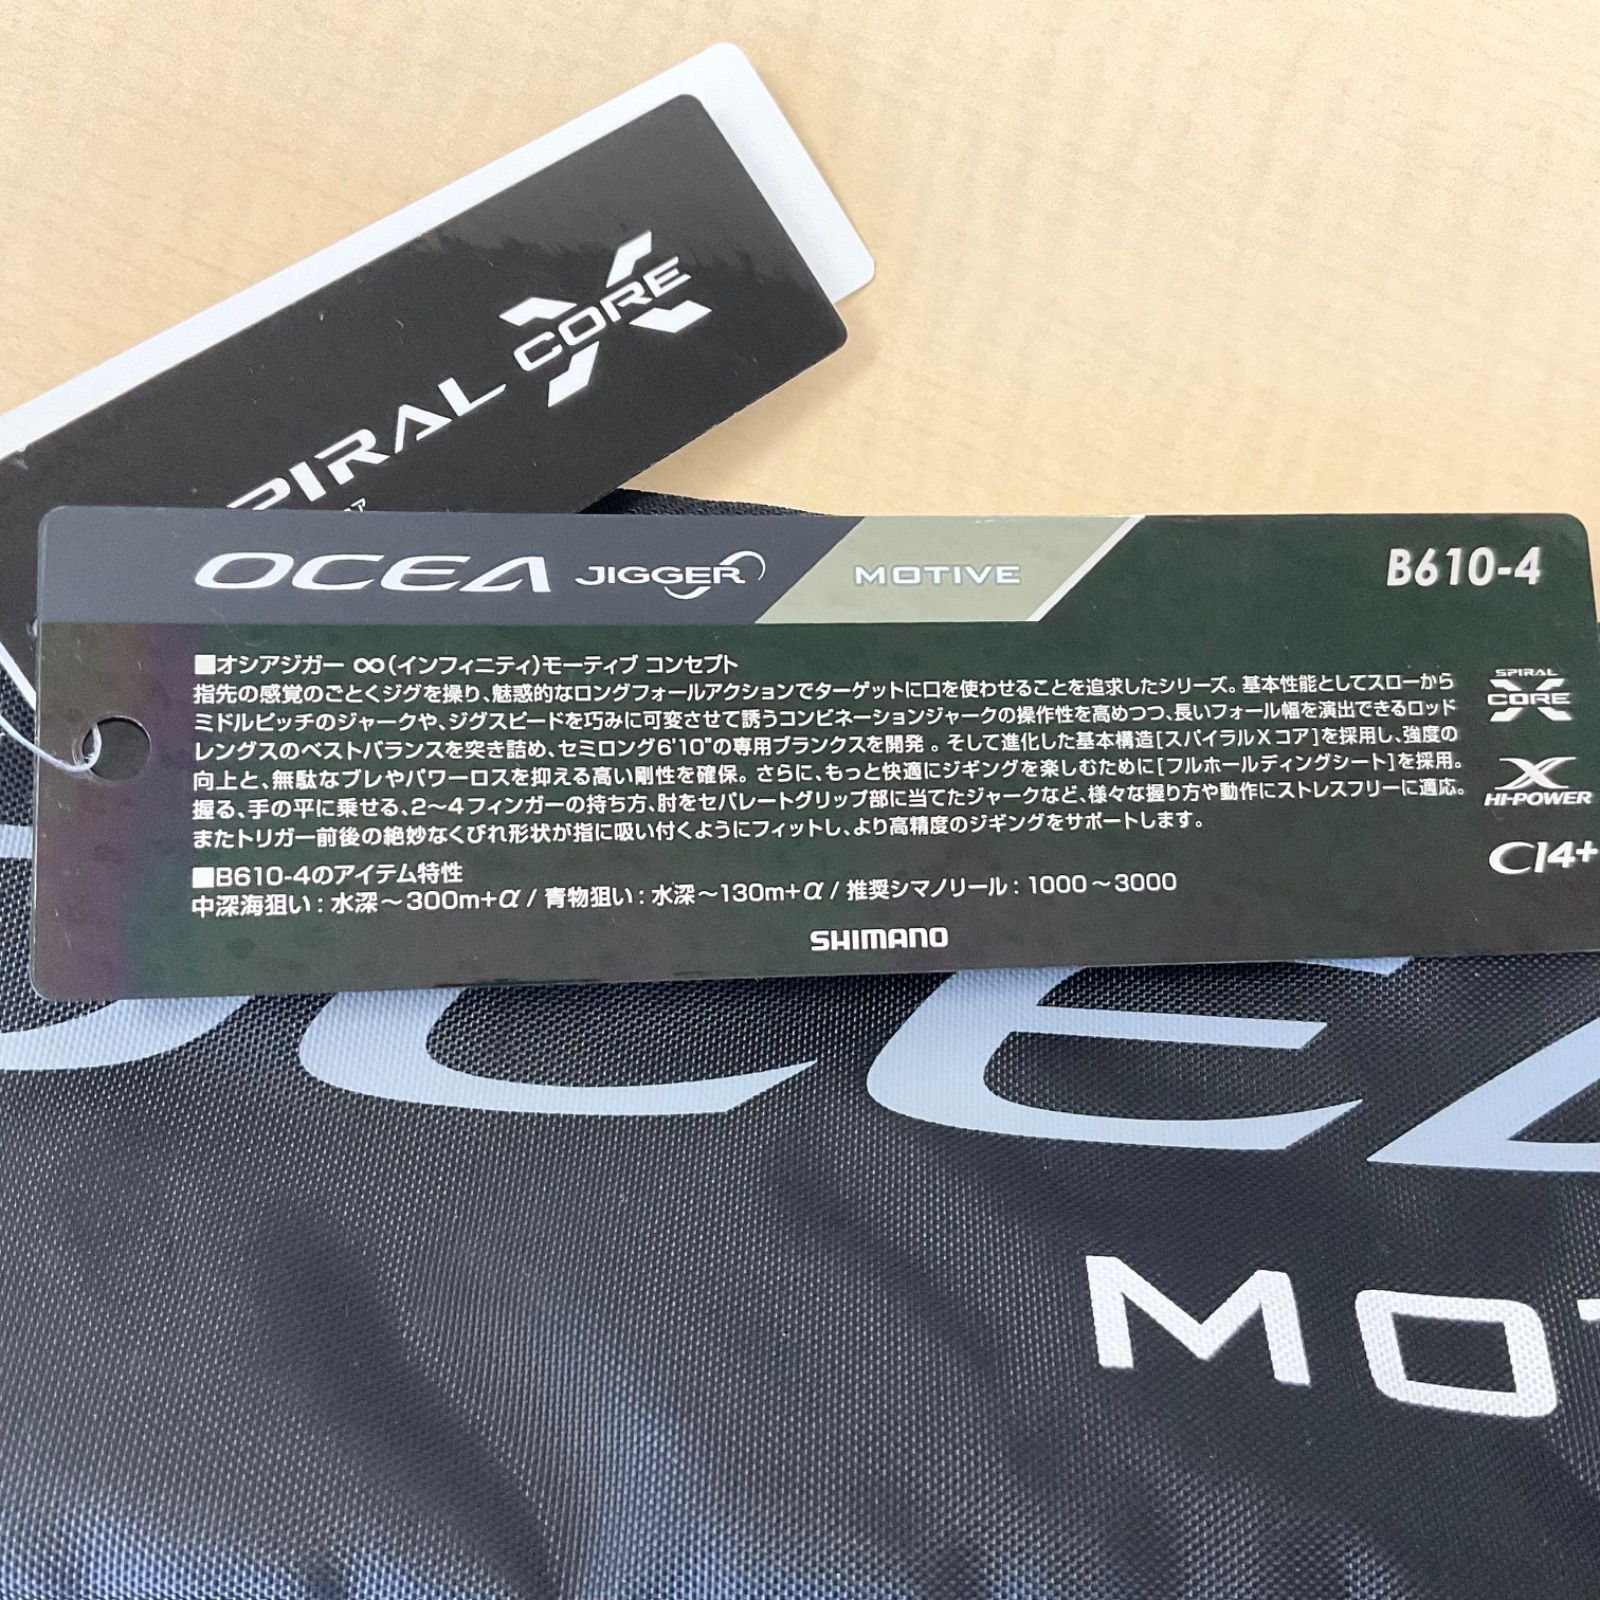 SPIRAL CORE
OCEA JIGGER MOTIVE B610-4
■オシアジガー ∞(インフィニティ)モーティブ コンセプト
指先の感覚のごとくジグを操り、魅惑的なロングフォールアクションでターゲットに口を使わせることを追求したシリーズ。基本性能としてスローから
ミドルピッチのジャークや、ジグスピードを巧みに可変させて誘うコンビネーションジャークの操作性を高めつつ、長いフォール幅を演出できるロッド
レングスのベストバランスを突き詰め、セミロング6'10"の専用ブランクスを開発。そして進化した基本構造[スパイラルXコア]を採用し、強度の
向上と、無駄なブレやパワーロスを抑える高い剛性を確保。さらに、もっと快適にジギングを楽しむために[フルホールディングシート]を採用。
握る、手の平に乗せる、2〜4フィンガーの持ち方、肘をセパレートグリップ部に当てたジャークなど、様々な握り方や動作にストレスフリーに適応。
またトリガー前後の絶妙なくびれ形状が指に吸い付くようにフィットし、より高精度のジギングをサポートします。
■B610-4のアイテム特性
中深海狙い：水深〜300m+α / 青物狙い：水深〜130m+α / 推奨シマノリール：1000〜3000
SHIMANO
SPIRAL
X
CORE
X
HI-POWER
CI4+
OCEA
MOT